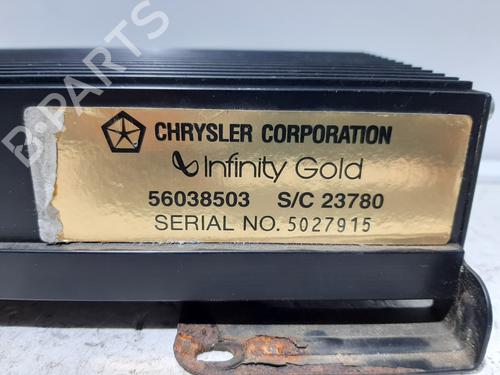 B-PARTS
CHRYSLER CORPORATION
Infinity Gold
56038503 S/C 23780
SERIAL NO. 5027915